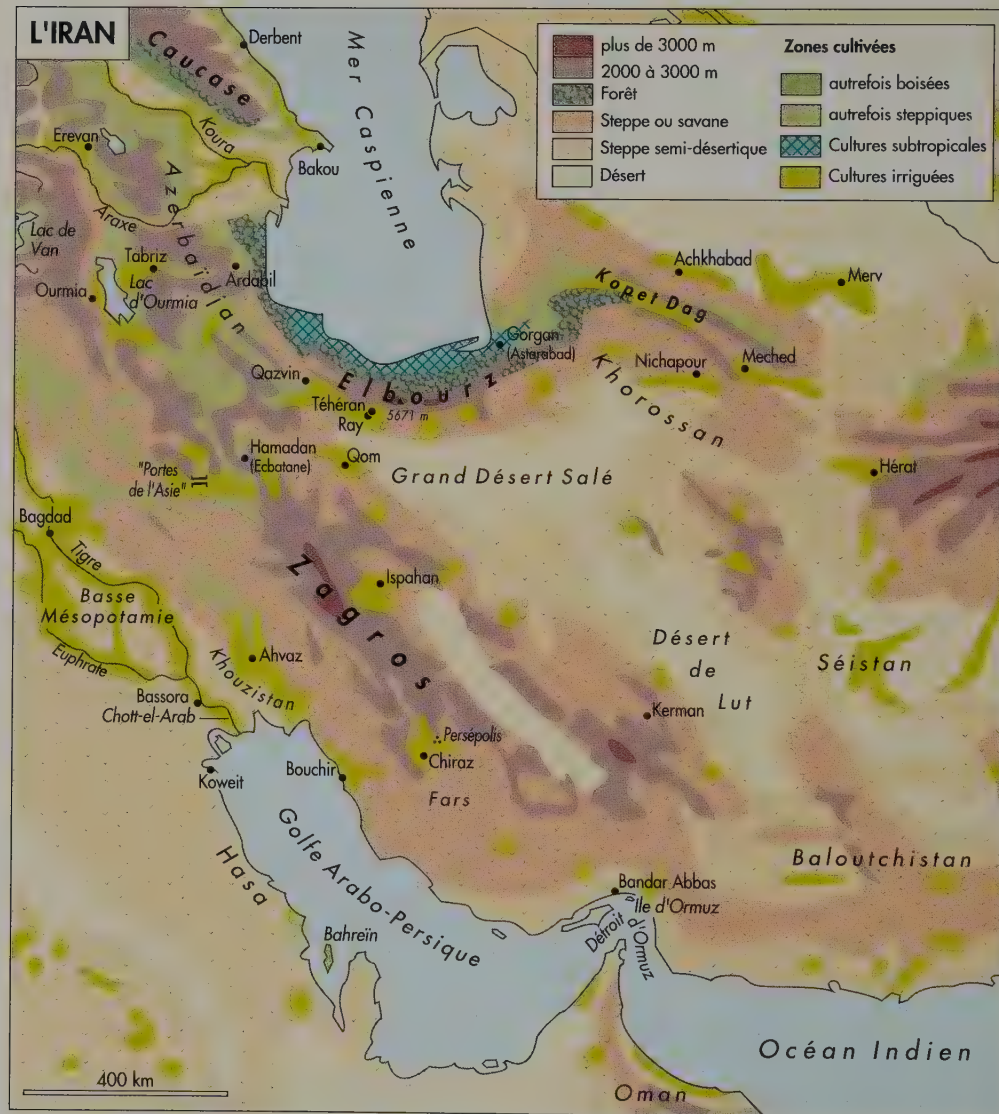 L'IRAN
plus de 3000 m
2000 à 3000 m
Forêt
Steppe ou savane
Steppe semi-désertique
Désert
Zones cultivées
autrefois boisées
autrefois steppiques
Cultures subtropicales
Cultures irriguées
Derbent
Caucase
Mer Caspienne
Koura
Erevan
Bakou
Azerbaïdjan
Araxe
Lac de
Van
Tabriz
Lac
d'Ourmia
Ourmia
Ardabil
Achkhabad
Merv
Kopet Dag
Gorgan
(Astarabad)
Nichapour
Meched
Khorossan
Qazvin
Elbourz
Téhéran
Ray
5671 m
Hamadan
(Ecbatane)
Qom
"Portes
de l'Asie"
Grand Désert Salé
Hérat
Bagdad
Tigre
Basse
Mésopotamie
Euphrate
Zagros
Ispahan
Ahvaz
Khouzistan
Désert
de
Lut
Séistan
Bassora
Chott-el-Arab
Kerman
Persépolis
Chiraz
Koweit
Bouchir
Fars
Golfe Arabo-Persique
Hasa
Baloutchistan
Bandar Abbas
Ile d'Ormuz
Détroit
d'Ormuz
Bahreïn
Océan Indien
Oman
400 km